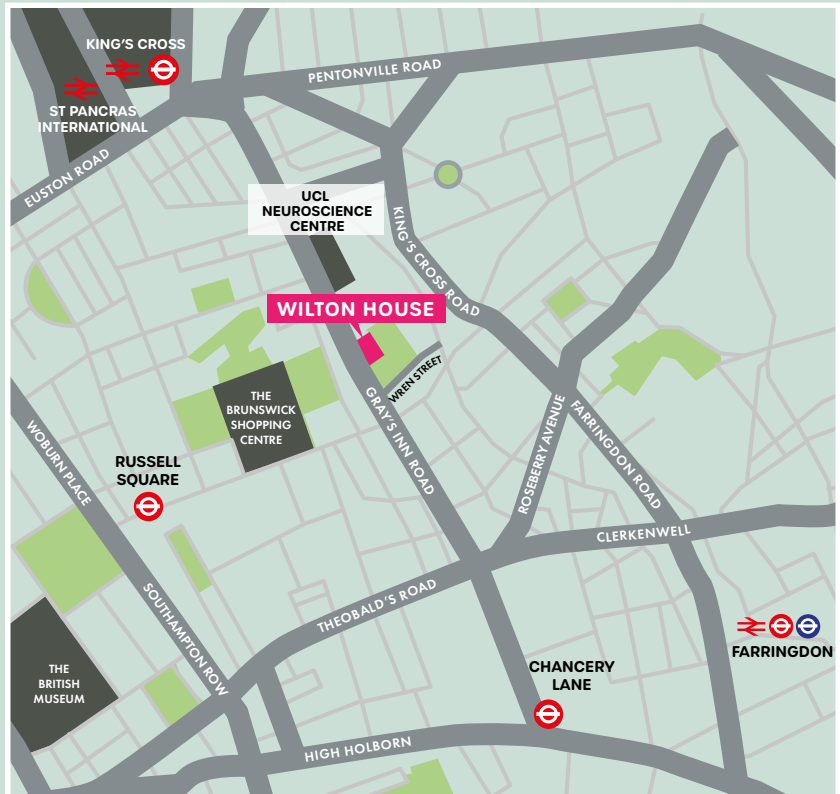 KING'S CROSS
ST PANCRAS
INTERNATIONAL
EUSTON ROAD
PENTONVILLE ROAD
UCL
NEUROSCIENCE
CENTRE
KING'S CROSS ROAD
WILTON HOUSE
WREN STREET
GRAY'S INN ROAD
THE
BRUNSWICK
SHOPPING
CENTRE
WOBURN PLACE
RUSSELL
SQUARE
ROSEBERRY AVENUE
FARRINGDON ROAD
CLERKENWELL
SOUTHAMPTON ROW
THEOBALD'S ROAD
FARRINGDON
THE
BRITISH
MUSEUM
CHANCERY
LANE
HIGH HOLBORN